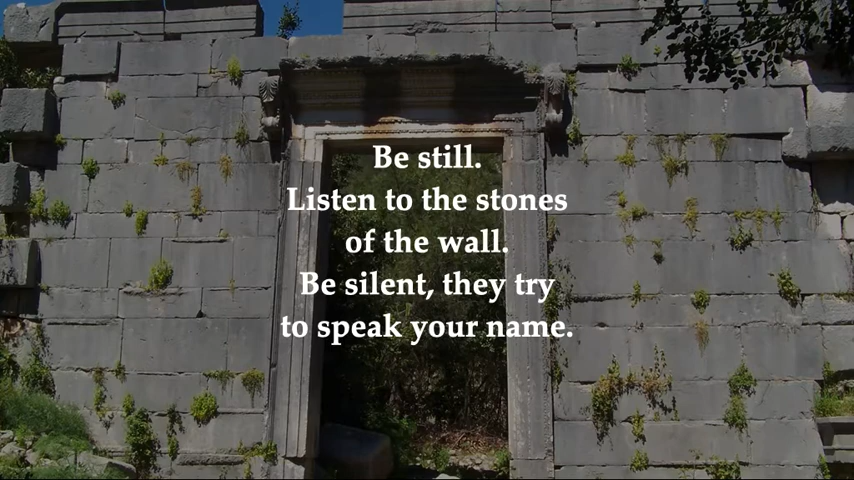 Be still.
Listen to the stones
of the wall.
Be silent, they try
to speak your name.